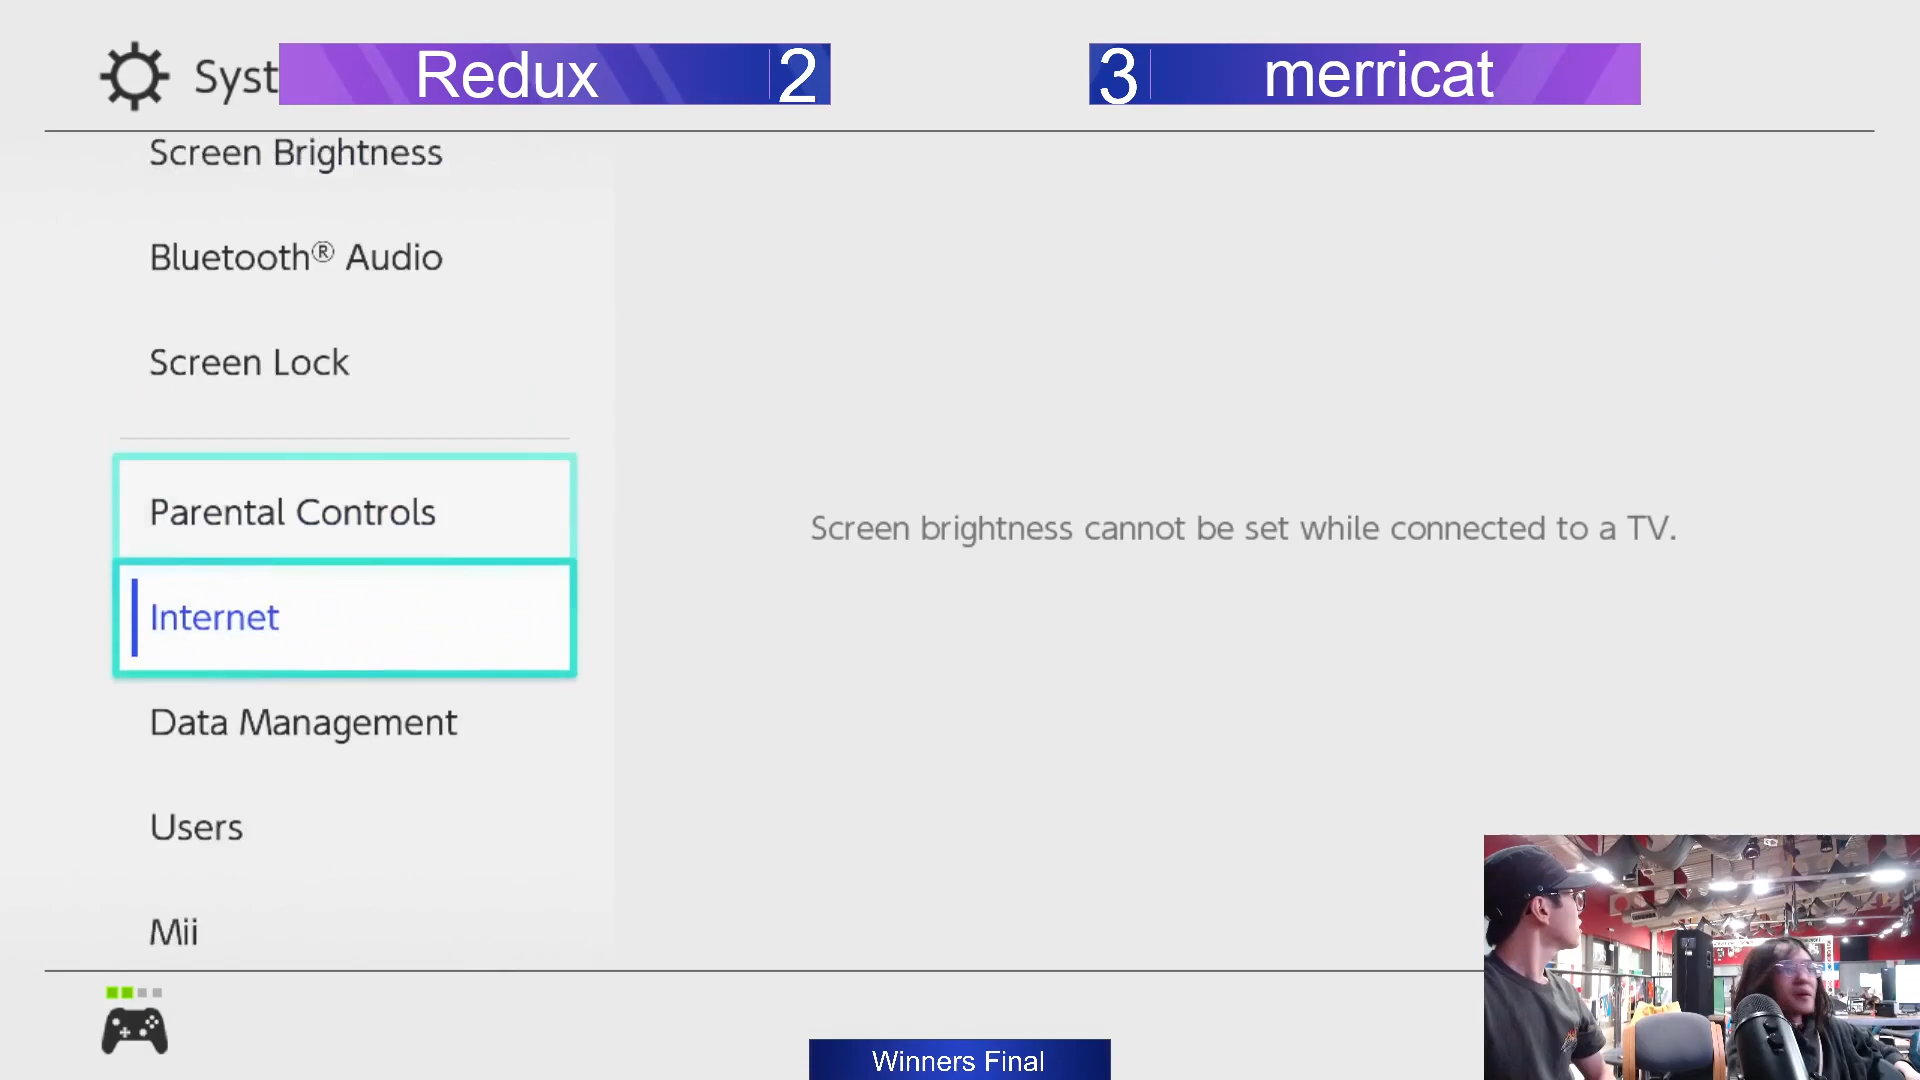 Syst
Redux 2
3 merricat
Screen Brightness
Bluetooth® Audio
Screen Lock
Parental Controls
Internet
Data Management
Users
Mii
Screen brightness cannot be set while connected to a TV.
Winners Final